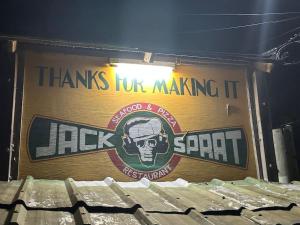 THANKS FOR MAKING IT
SEAFOOD & PIZZA
JACK SPRAT
RESTAURANT